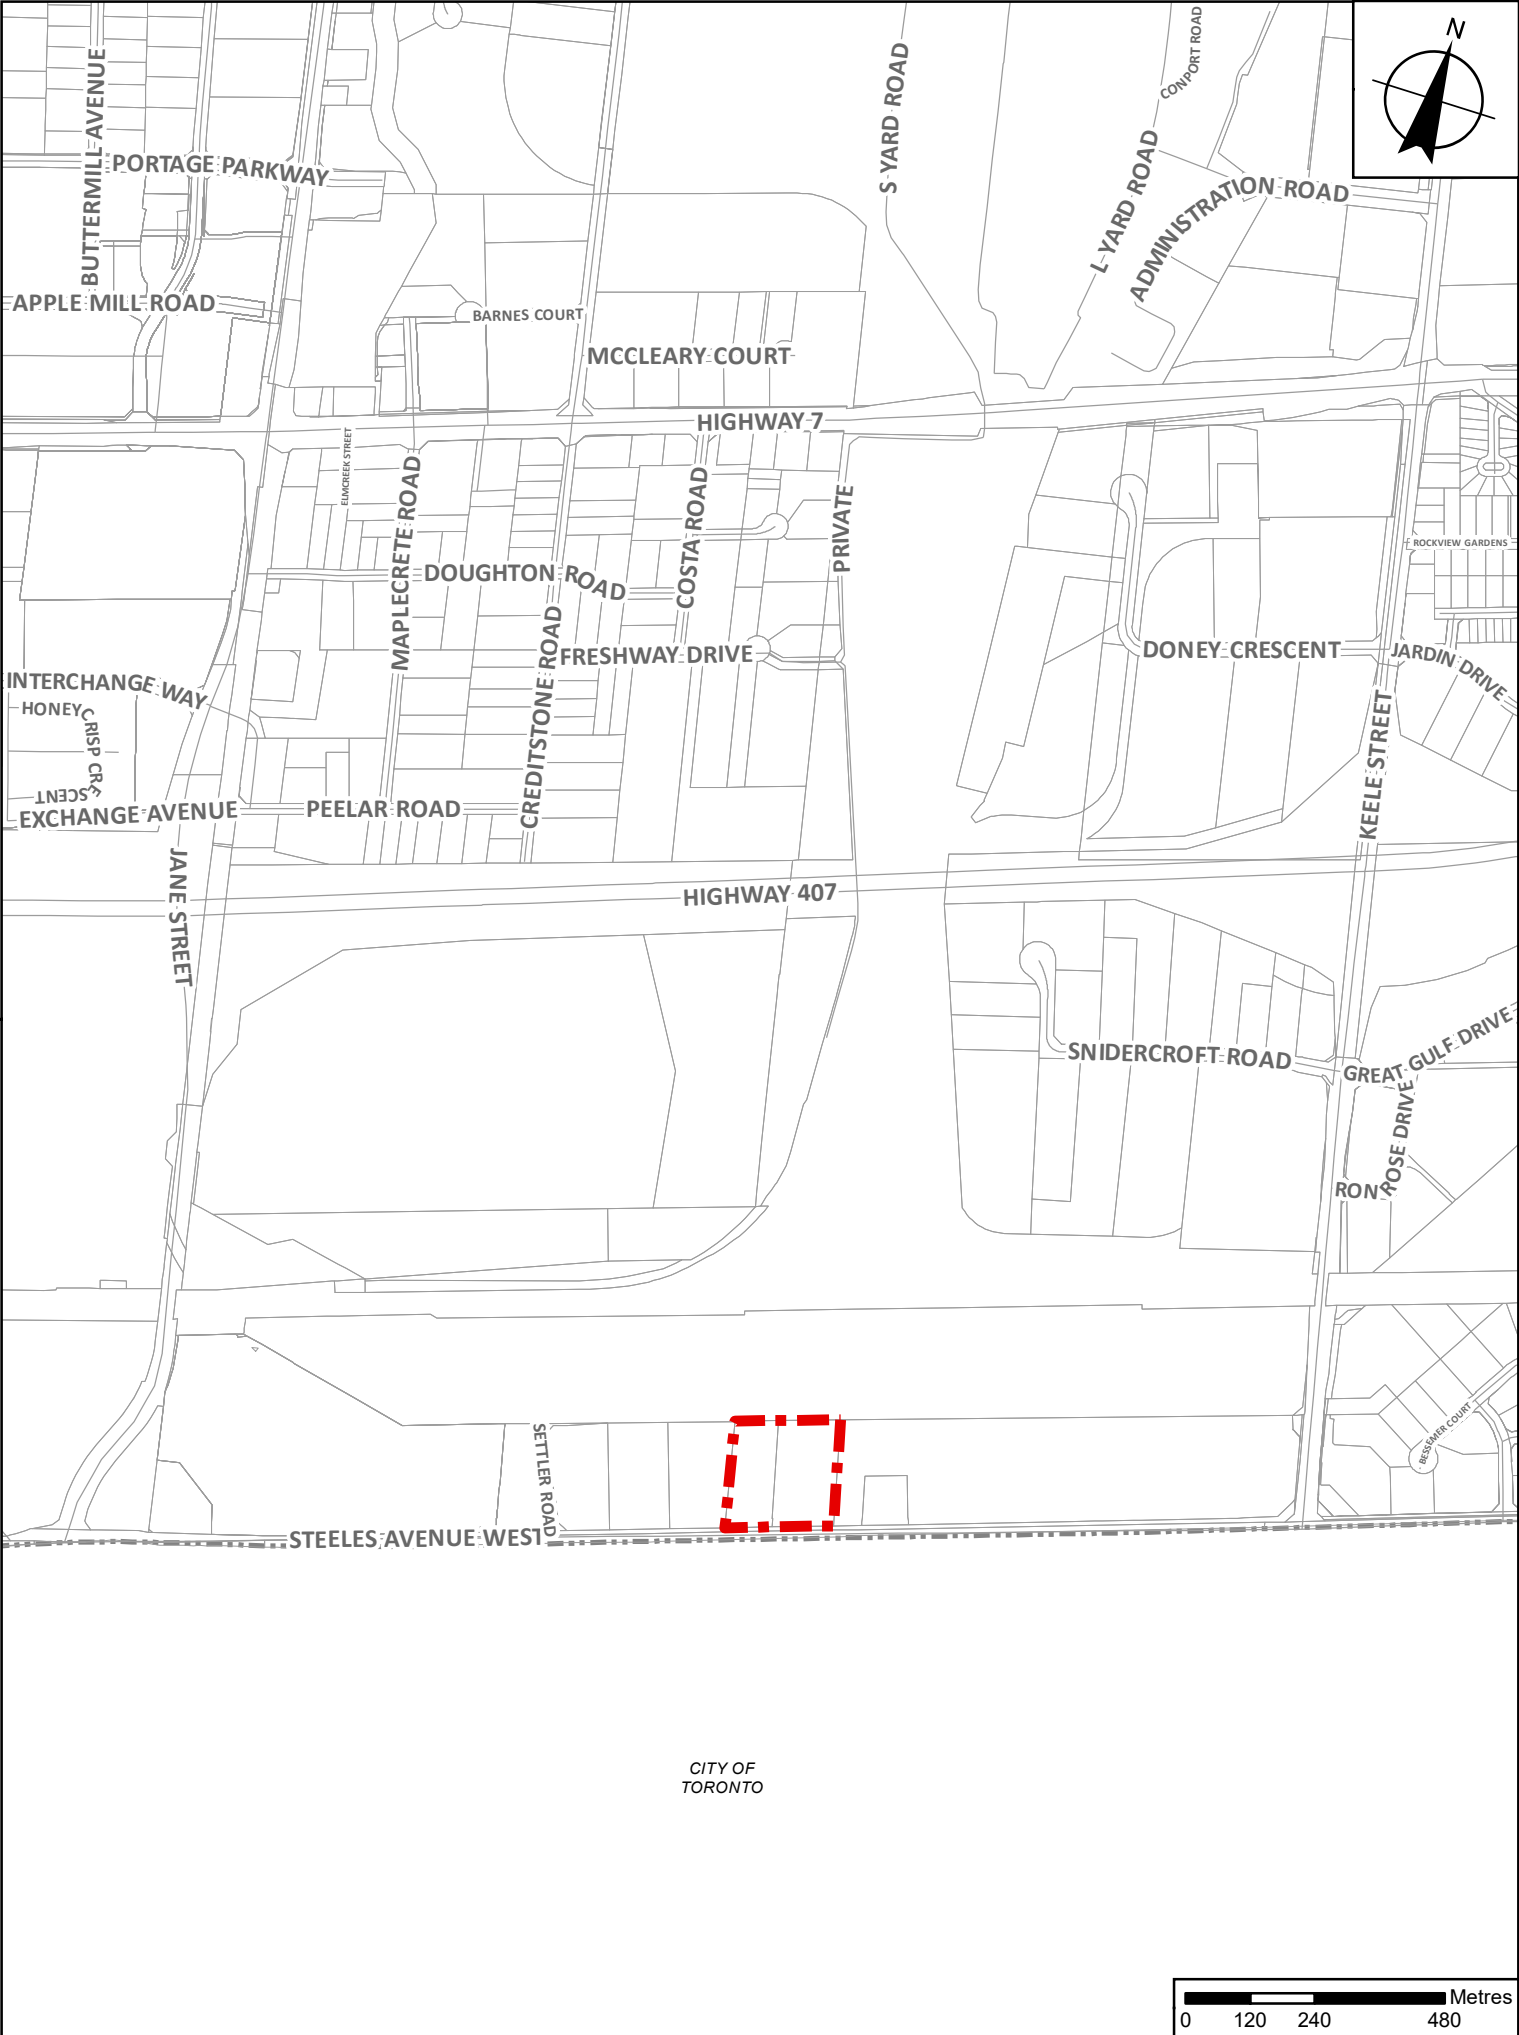 N
CONPORT ROAD
S YARD ROAD
BUTTERMILL AVENUE
PORTAGE PARKWAY
L YARD ROAD
ADMINISTRATION ROAD
APPLE MILL ROAD
BARNES COURT
MCCLEARY COURT
HIGHWAY 7
ELMCREEK STREET
MAPLECRETE ROAD
COSTA ROAD
PRIVATE
ROCKVIEW GARDENS
DOUGHTON ROAD
CREDITSTONE ROAD
FRESHWAY DRIVE
DONEY CRESCENT
JARDIN DRIVE
INTERCHANGE WAY
HONEYCRISP CRESCENT
KEELE STREET
EXCHANGE AVENUE
PEELAR ROAD
JANE STREET
HIGHWAY 407
SNIDERCROFT ROAD
GREAT GULF DRIVE
RON ROSE DRIVE
SETTLER ROAD
BESSEMER COURT
STEELES AVENUE WEST
CITY OF
TORONTO
Metres
0 120 240 480